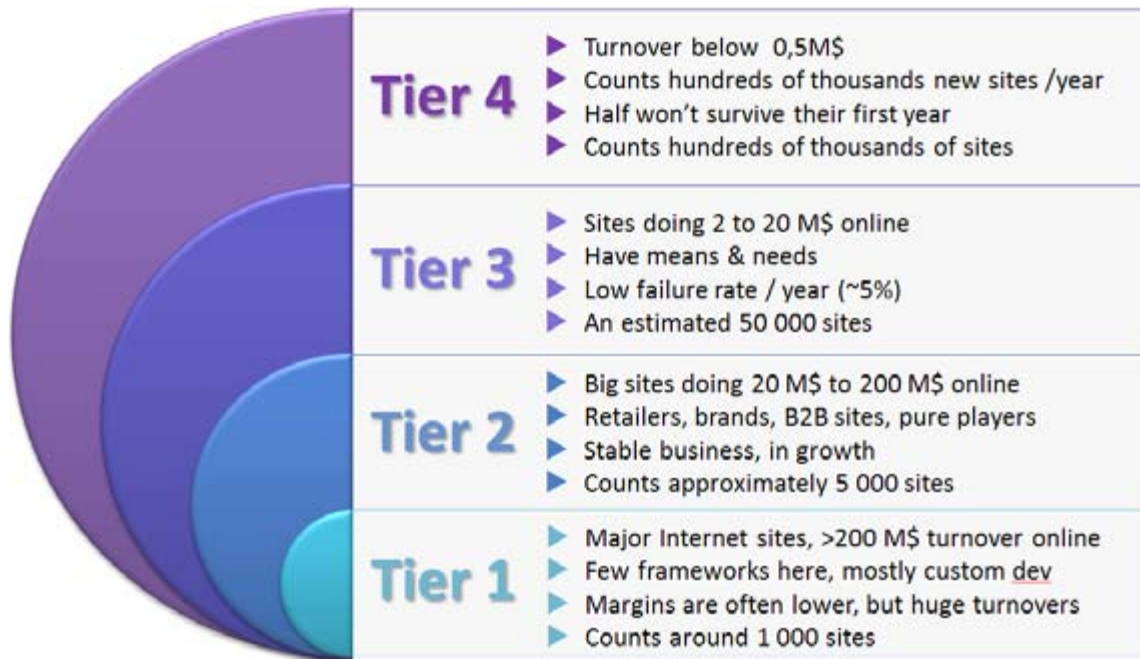 Tier 4
Turnover below 0,5M$
Counts hundreds of thousands new sites /year
Half won't survive their first year
Counts hundreds of thousands of sites
Tier 3
Sites doing 2 to 20 M$ online
Have means & needs
Low failure rate / year (~5%)
An estimated 50 000 sites
Tier 2
Big sites doing 20 M$ to 200 M$ online
Retailers, brands, B2B sites, pure players
Stable business, in growth
Counts approximately 5 000 sites
Tier 1
Major Internet sites, >200 M$ turnover online
Few frameworks here, mostly custom dev
Margins are often lower, but huge turnovers
Counts around 1 000 sites